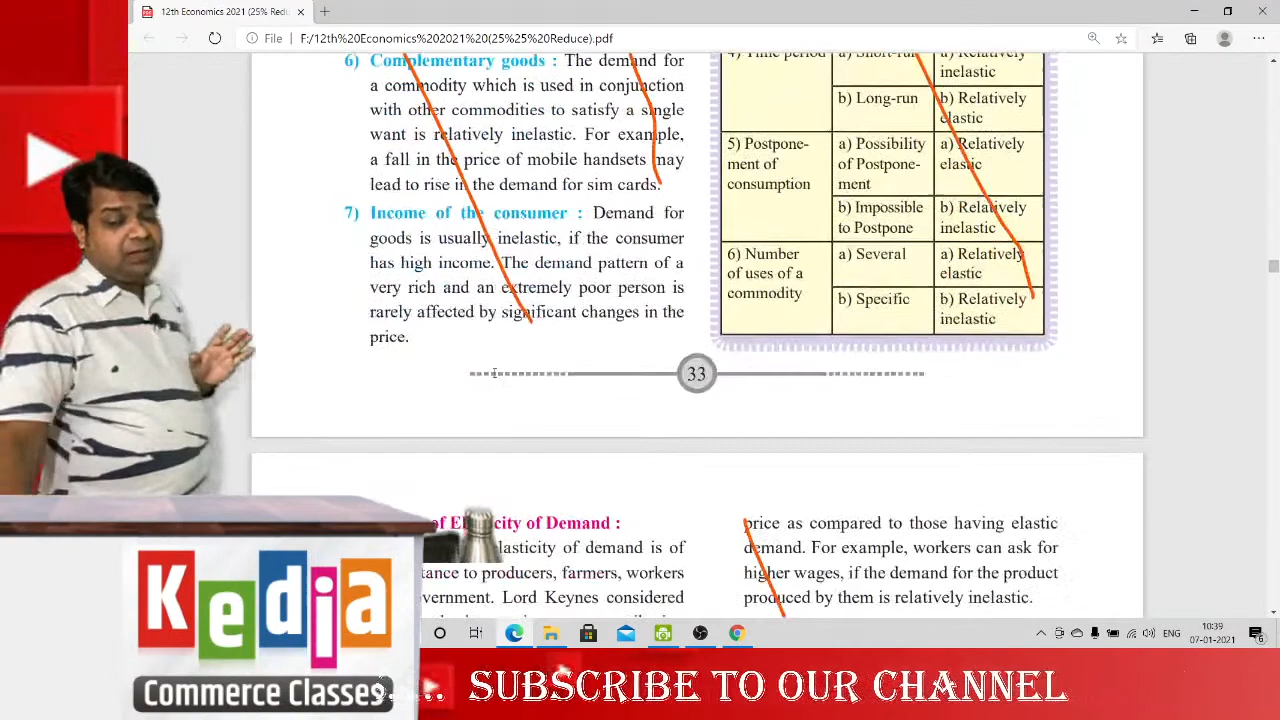 12th Economics 2021 (25% Redu
File
F:/12th%20Economics%202021%20(25%25%20Reduce).pdf
6) Complementary goods : The demand for
a commodity which is used in conjunction
with other commodities to satisfy a single
want is relatively inelastic. For example,
a fall in the price of mobile handsets may
lead to rise in the demand for sim cards.
7) Income of the consumer : Demand for
goods is usually inelastic, if the consumer
has high income. The demand pattern of a
very rich and an extremely poor person is
rarely affected by significant changes in the
price.
4) Time period a) Short-run a) Relatively
inelastic
b) Long-run b) Relatively
elastic
5) Postpone- a) Possibility a) Relatively
ment of of Postpone- elastic
consumption ment
b) Impossible b) Relatively
to Postpone inelastic
6) Number a) Several a) Relatively
of uses of a elastic
commodity b) Specific b) Relatively
inelastic
33
of Elasticity of Demand :
lasticity of demand is of
tance to producers, farmers, workers
vernment. Lord Keynes considered
price as compared to those having elastic
demand. For example, workers can ask for
higher wages, if the demand for the product
produced by them is relatively inelastic.
ENG
10:39
07-01-2021
6
Kedia
Commerce Classes
.... SUBSCRIBE TO OUR CHANNEL